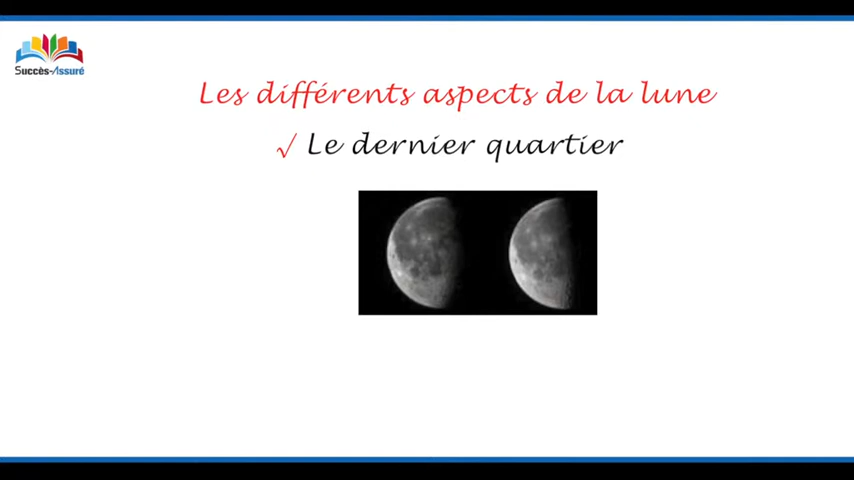 Succès-Assuré
Les différents aspects de la lune
√ Le dernier quartier